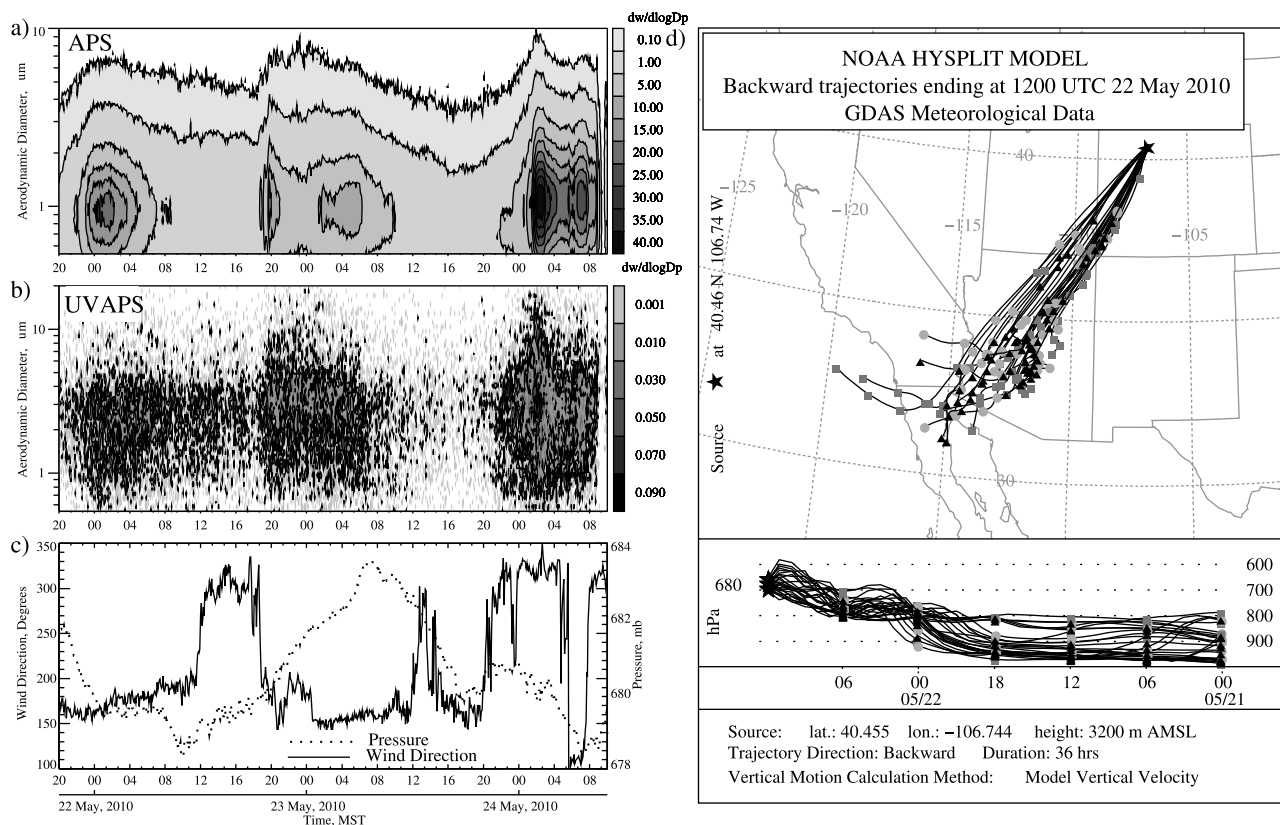 a)
APS
dw/dlogDp
10
1
Aerodynamic Diameter, um
0.10
1.00
5.00
10.00
15.00
20.00
25.00
30.00
35.00
40.00
20 00 04 08 12 16 20 00 04 08 12 16 20 00 04 08
b)
UVAPS
dw/dlogDp
10
1
Aerodynamic Diameter, um
0.001
0.010
0.030
0.050
0.070
0.090
20 00 04 08 12 16 20 00 04 08 12 16 20 00 04 08
c)
350
300
250
200
150
100
Wind Direction, Degrees
684
682
680
678
Pressure, mb
Pressure
Wind Direction
20 00 04 08 12 16 20 00 04 08 12 16 20 00 04 08
22 May, 2010 23 May, 2010 24 May, 2010
Time, MST
d)
NOAA HYSPLIT MODEL
Backward trajectories ending at 1200 UTC 22 May 2010
GDAS Meteorological Data
Source ★ at 40.46 N 106.74 W
−125
−120
−115
−105
40
30
680
hPa
600
700
800
900
06 00 18 12 06 00
05/22 05/21
Source: lat.: 40.455 lon.: −106.744 height: 3200 m AMSL
Trajectory Direction: Backward Duration: 36 hrs
Vertical Motion Calculation Method: Model Vertical Velocity